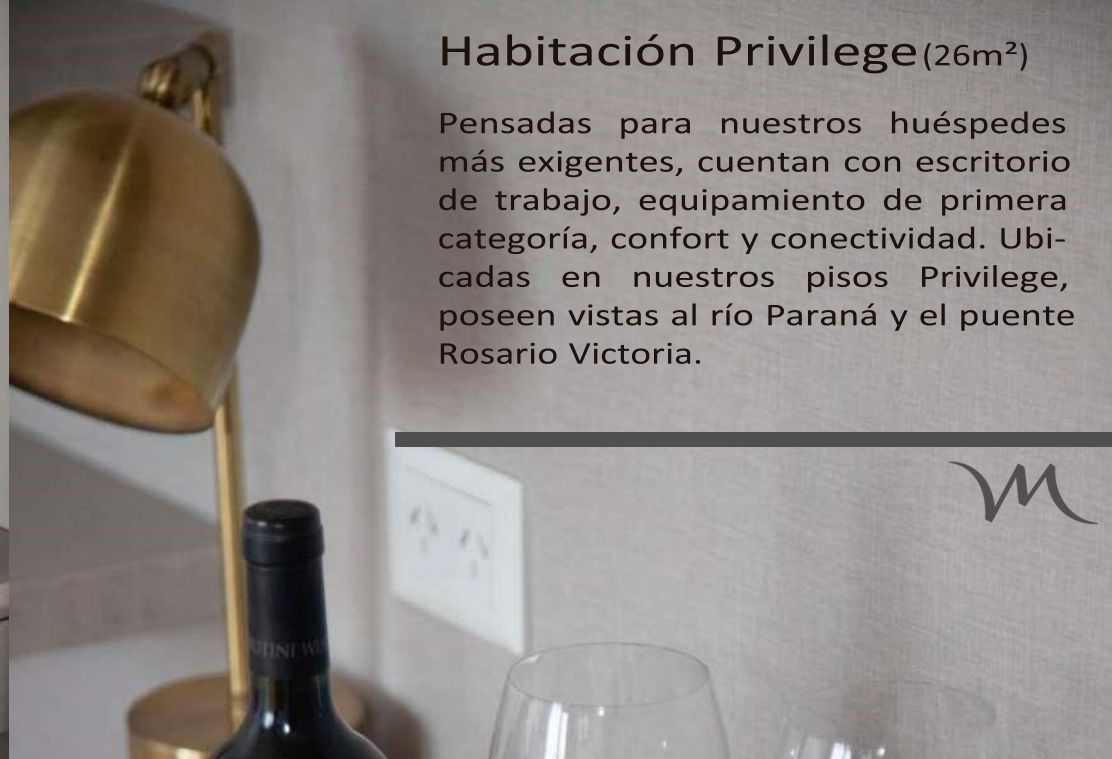 Habitación Privilege (26m²)
Pensadas para nuestros huéspedes
más exigentes, cuentan con escritorio
de trabajo, equipamiento de primera
categoría, confort y conectividad. Ubi-
cadas en nuestros pisos Privilege,
poseen vistas al río Paraná y el puente
Rosario Victoria.